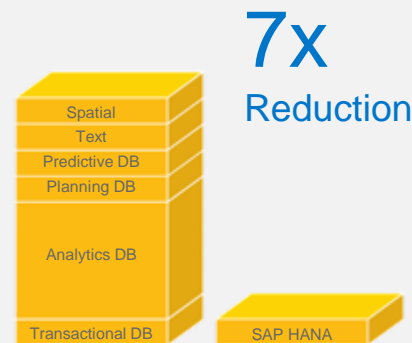 7x
Reduction
Spatial
Text
Predictive DB
Planning DB
Analytics DB
Transactional DB
SAP HANA